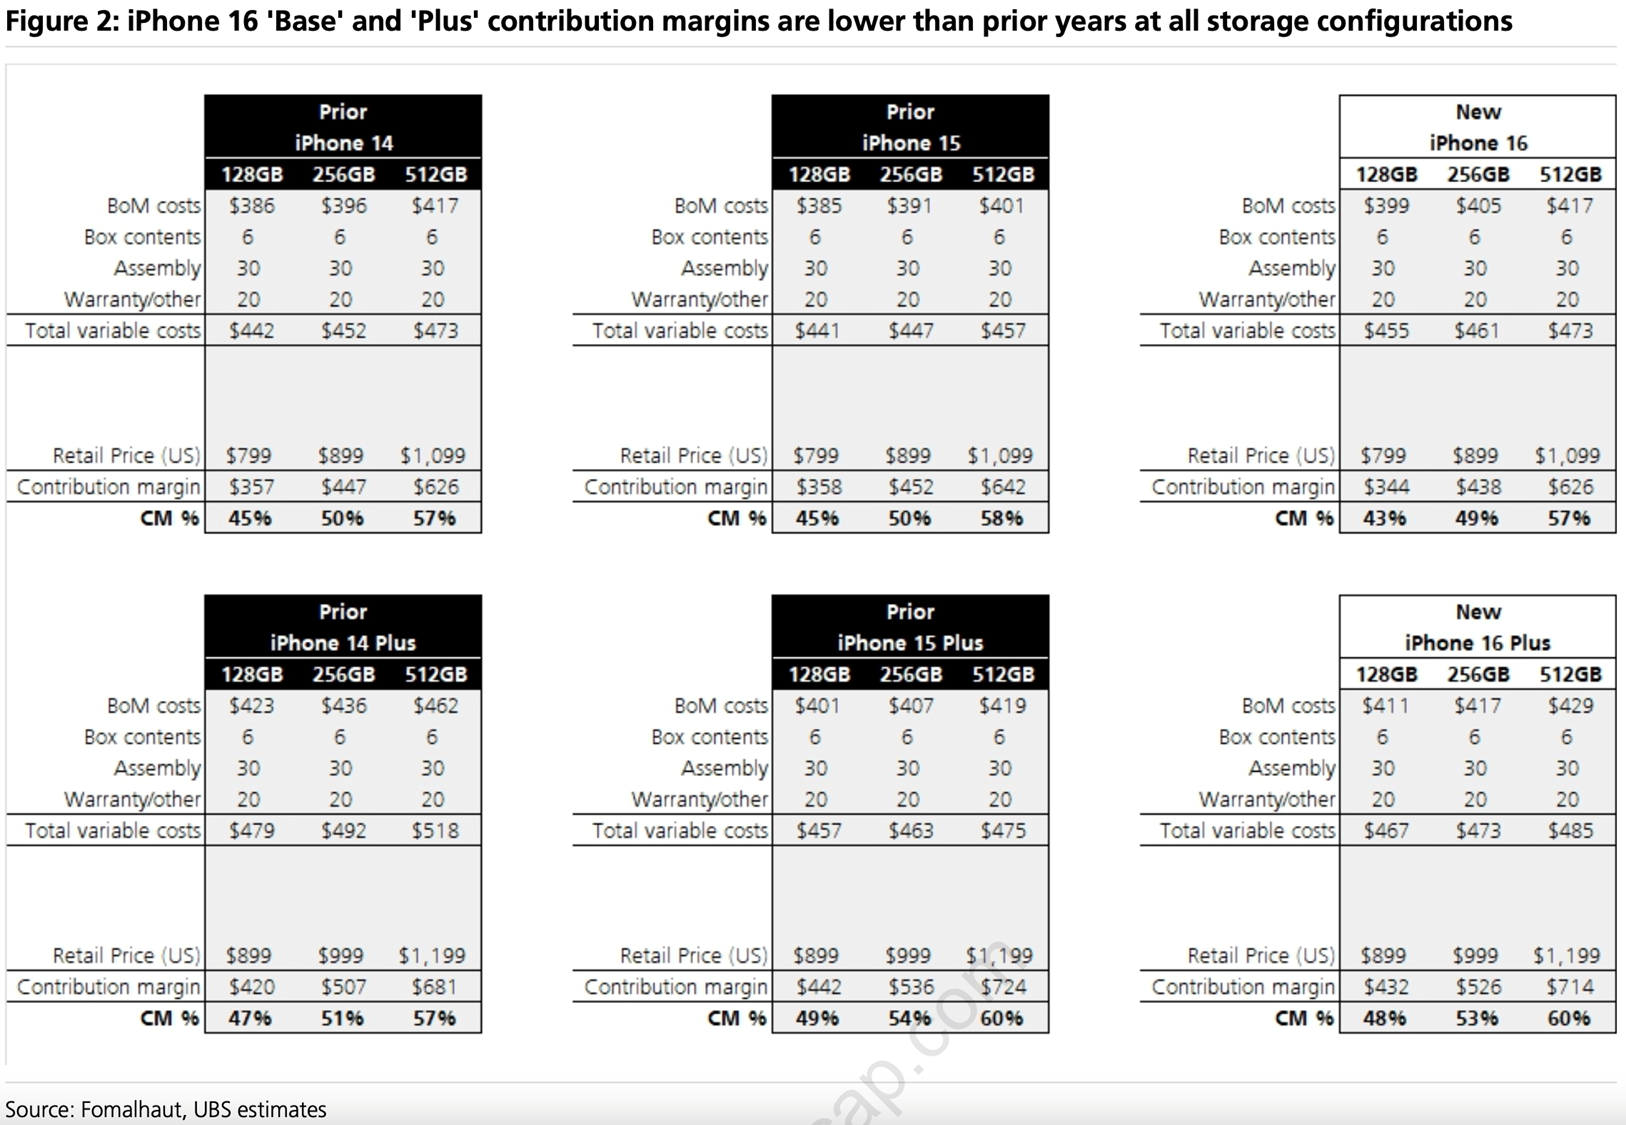 Figure 2: iPhone 16 'Base' and 'Plus' contribution margins are lower than prior years at all storage configurations
Prior
iPhone 14
128GB 256GB 512GB
BoM costs $386 $396 $417
Box contents 6 6 6
Assembly 30 30 30
Warranty/other 20 20 20
Total variable costs $442 $452 $473
Retail Price (US) $799 $899 $1,099
Contribution margin $357 $447 $626
CM % 45% 50% 57%
Prior
iPhone 15
128GB 256GB 512GB
BoM costs $385 $391 $401
Box contents 6 6 6
Assembly 30 30 30
Warranty/other 20 20 20
Total variable costs $441 $447 $457
Retail Price (US) $799 $899 $1,099
Contribution margin $358 $452 $642
CM % 45% 50% 58%
New
iPhone 16
128GB 256GB 512GB
BoM costs $399 $405 $417
Box contents 6 6 6
Assembly 30 30 30
Warranty/other 20 20 20
Total variable costs $455 $461 $473
Retail Price (US) $799 $899 $1,099
Contribution margin $344 $438 $626
CM % 43% 49% 57%
Prior
iPhone 14 Plus
128GB 256GB 512GB
BoM costs $423 $436 $462
Box contents 6 6 6
Assembly 30 30 30
Warranty/other 20 20 20
Total variable costs $479 $492 $518
Retail Price (US) $899 $999 $1,199
Contribution margin $420 $507 $681
CM % 47% 51% 57%
Prior
iPhone 15 Plus
128GB 256GB 512GB
BoM costs $401 $407 $419
Box contents 6 6 6
Assembly 30 30 30
Warranty/other 20 20 20
Total variable costs $457 $463 $475
Retail Price (US) $899 $999 $1,199
Contribution margin $442 $536 $724
CM % 49% 54% 60%
New
iPhone 16 Plus
128GB 256GB 512GB
BoM costs $411 $417 $429
Box contents 6 6 6
Assembly 30 30 30
Warranty/other 20 20 20
Total variable costs $467 $473 $485
Retail Price (US) $899 $999 $1,199
Contribution margin $432 $526 $714
CM % 48% 53% 60%
Source: Fomalhaut, UBS estimates